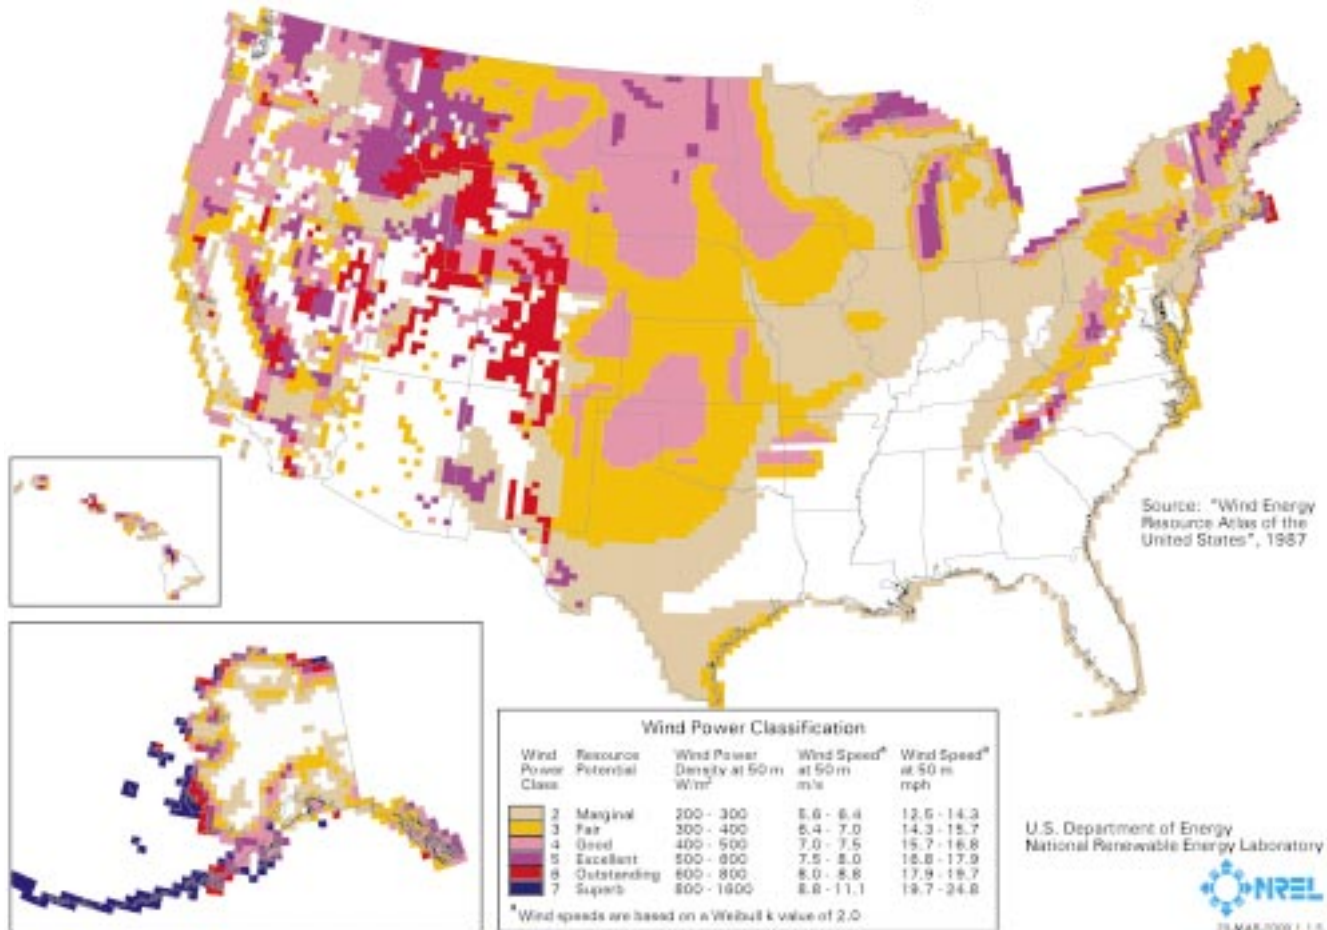 Source: "Wind Energy
Resource Atlas of the
United States", 1987
Wind Power Classification
Wind Power Class Resource Potential Wind Power Density at 50 m W/m² Wind Speedᵃ at 50 m m/s Wind Speedᵃ at 50 m mph
2 Marginal 200 - 300 5.6 - 6.4 12.5 - 14.3
3 Fair 300 - 400 6.4 - 7.0 14.3 - 15.7
4 Good 400 - 500 7.0 - 7.5 15.7 - 16.8
5 Excellent 500 - 600 7.5 - 8.0 16.8 - 17.9
6 Outstanding 600 - 800 8.0 - 8.8 17.9 - 19.7
7 Superb 800 - 1600 8.8 - 11.1 19.7 - 24.8
ᵃWind speeds are based on a Weibull k value of 2.0
U.S. Department of Energy
National Renewable Energy Laboratory
NREL